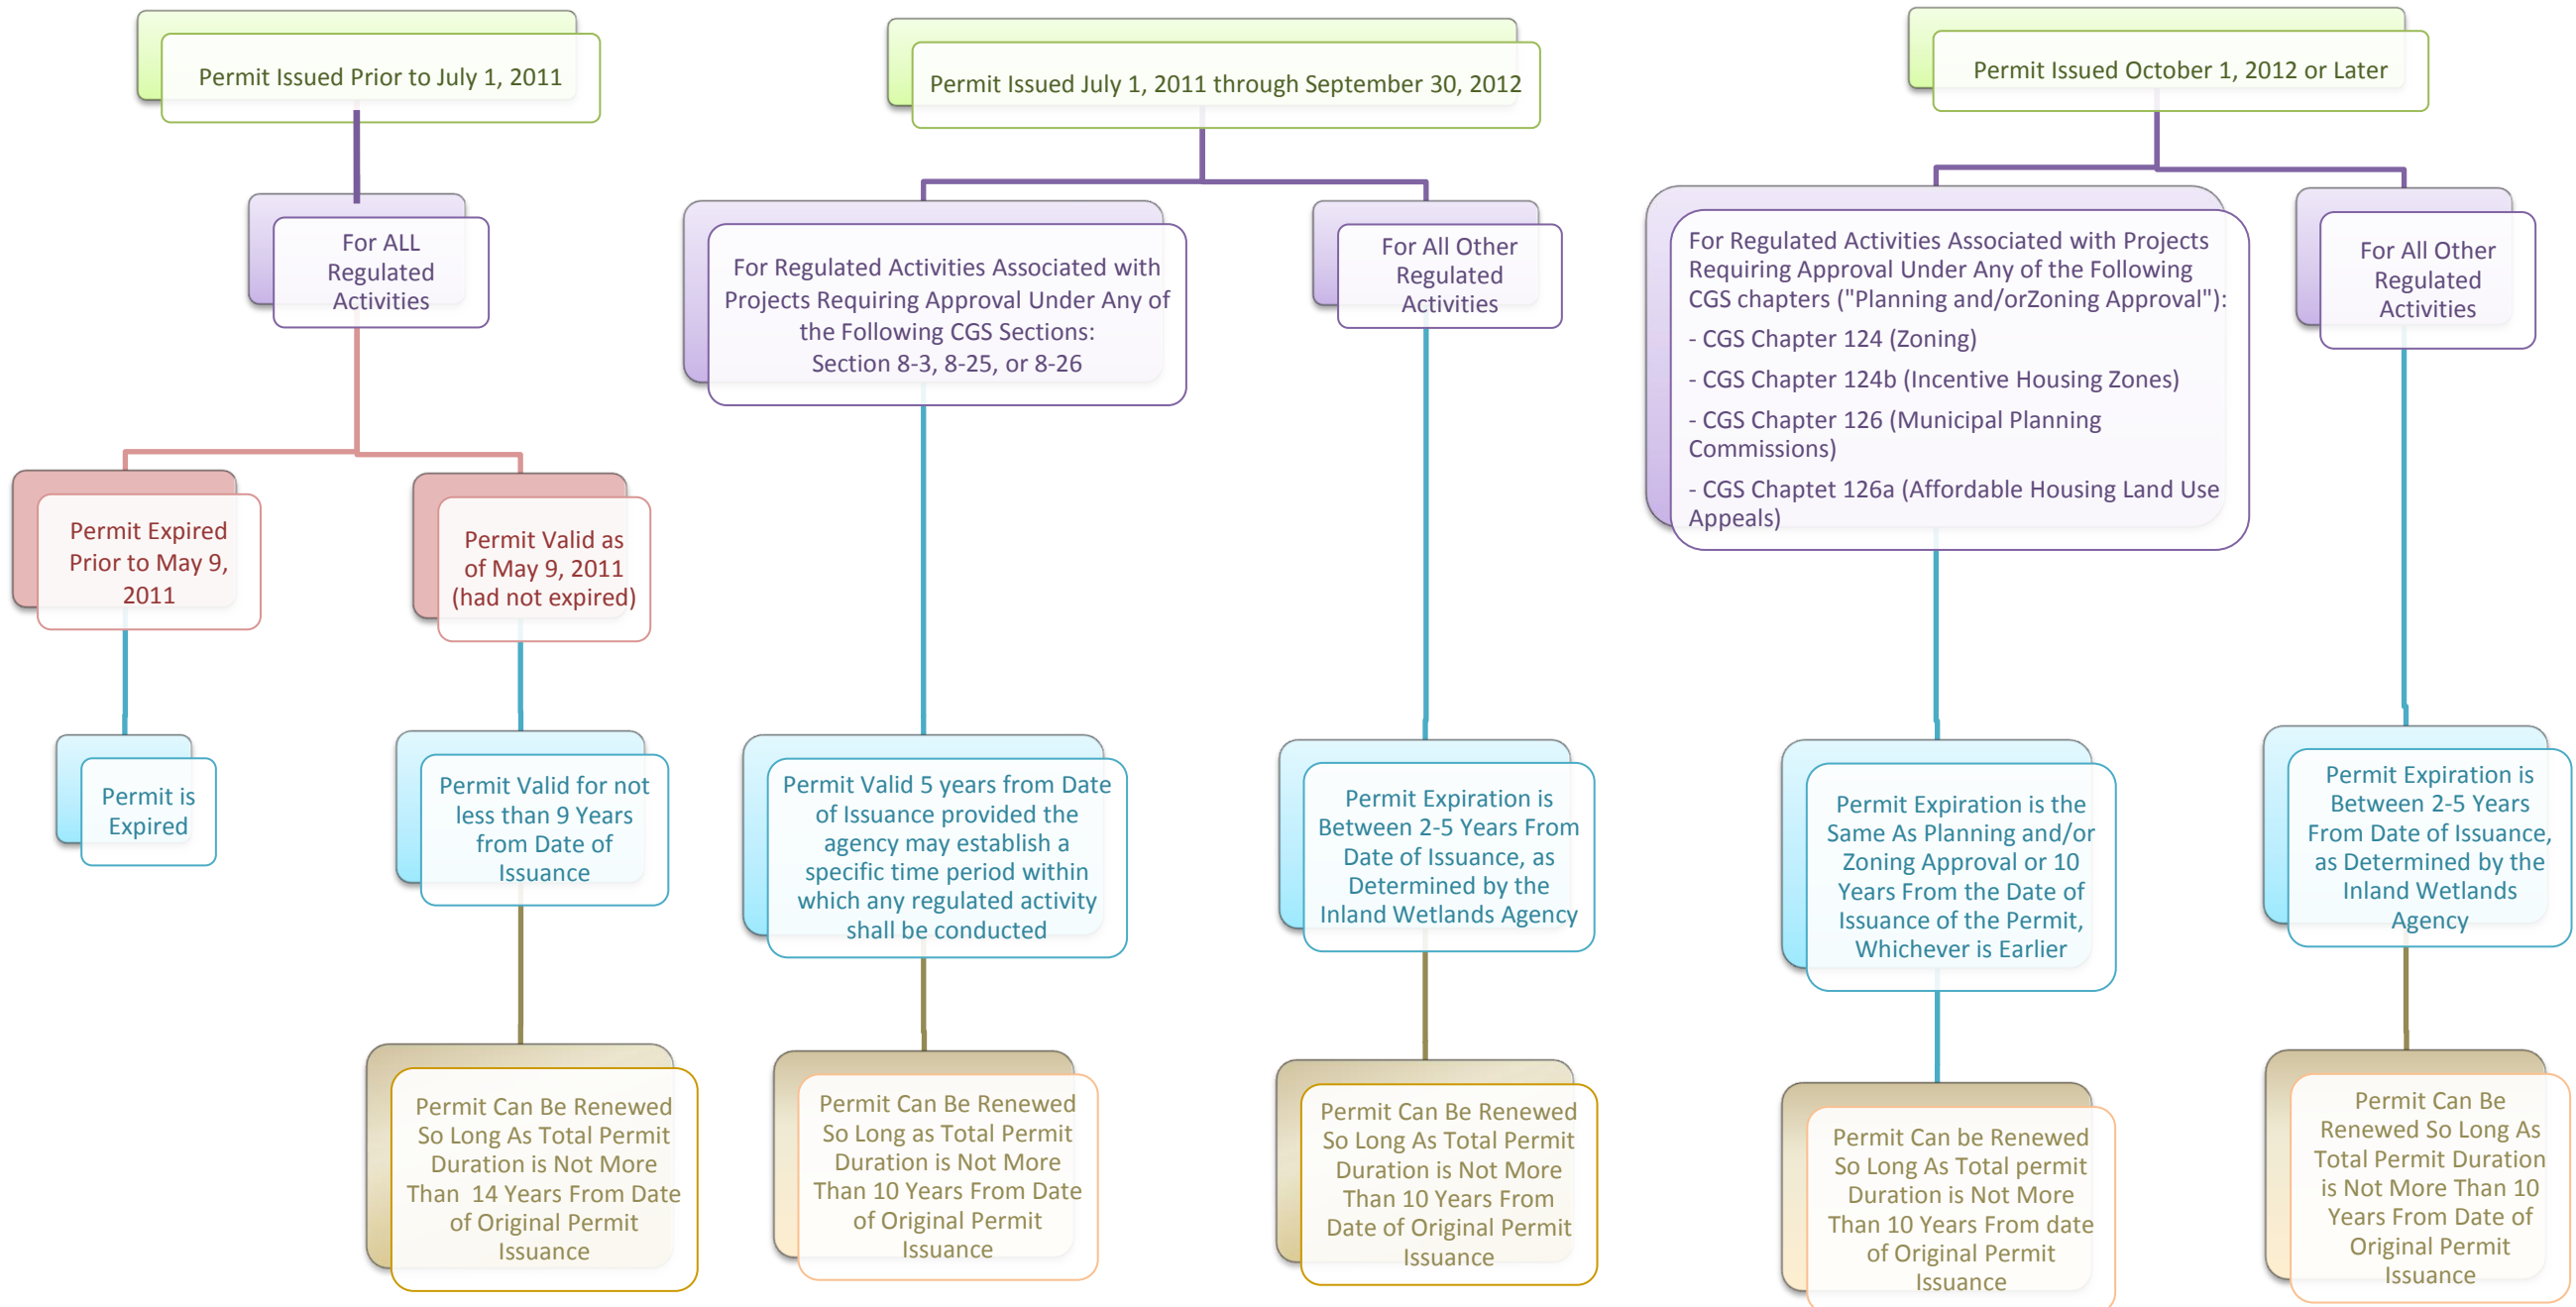 Permit Issued Prior to July 1, 2011
For ALL
Regulated
Activities
Permit Expired
Prior to May 9,
2011
Permit is
Expired
Permit Valid as
of May 9, 2011
(had not expired)
Permit Valid for not
less than 9 Years
from Date of
Issuance
Permit Can Be Renewed
So Long As Total Permit
Duration is Not More
Than 14 Years From Date
of Original Permit
Issuance
Permit Issued July 1, 2011 through September 30, 2012
For Regulated Activities Associated with
Projects Requiring Approval Under Any of
the Following CGS Sections:
Section 8-3, 8-25, or 8-26
Permit Valid 5 years from Date
of Issuance provided the
agency may establish a
specific time period within
which any regulated activity
shall be conducted
Permit Can Be Renewed
So Long as Total Permit
Duration is Not More
Than 10 Years From Date
of Original Permit
Issuance
For All Other
Regulated
Activities
Permit Expiration is
Between 2-5 Years From
Date of Issuance, as
Determined by the
Inland Wetlands Agency
Permit Can Be Renewed
So Long As Total Permit
Duration is Not More
Than 10 Years From
Date of Original Permit
Issuance
Permit Issued October 1, 2012 or Later
For Regulated Activities Associated with Projects
Requiring Approval Under Any of the Following
CGS chapters ("Planning and/orZoning Approval"):
- CGS Chapter 124 (Zoning)
- CGS Chapter 124b (Incentive Housing Zones)
- CGS Chapter 126 (Municipal Planning
Commissions)
- CGS Chaptet 126a (Affordable Housing Land Use
Appeals)
Permit Expiration is the
Same As Planning and/or
Zoning Approval or 10
Years From the Date of
Issuance of the Permit,
Whichever is Earlier
Permit Can be Renewed
So Long As Total permit
Duration is Not More
Than 10 Years From date
of Original Permit
Issuance
For All Other
Regulated
Activities
Permit Expiration is
Between 2-5 Years
From Date of Issuance,
as Determined by the
Inland Wetlands
Agency
Permit Can Be
Renewed So Long As
Total Permit Duration
is Not More Than 10
Years From Date of
Original Permit
Issuance